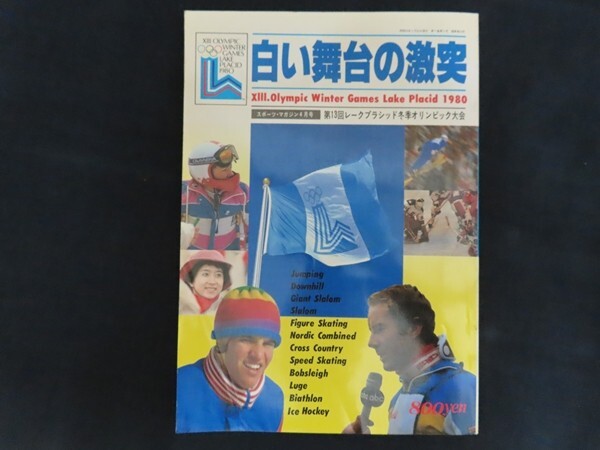 XIII OLYMPIC
WINTER
GAMES
LAKE
PLACID
1980
白い舞台の激突
XIII.Olympic Winter Games Lake Placid 1980
スポーツ・マガジン4月号
第13回レークプラシッド冬季オリンピック大会
Jumping
Downhill
Giant Slalom
Slalom
Figure Skating
Nordic Combined
Cross Country
Speed Skating
Bobsleigh
Luge
Biathlon
Ice Hockey
abc
800yen